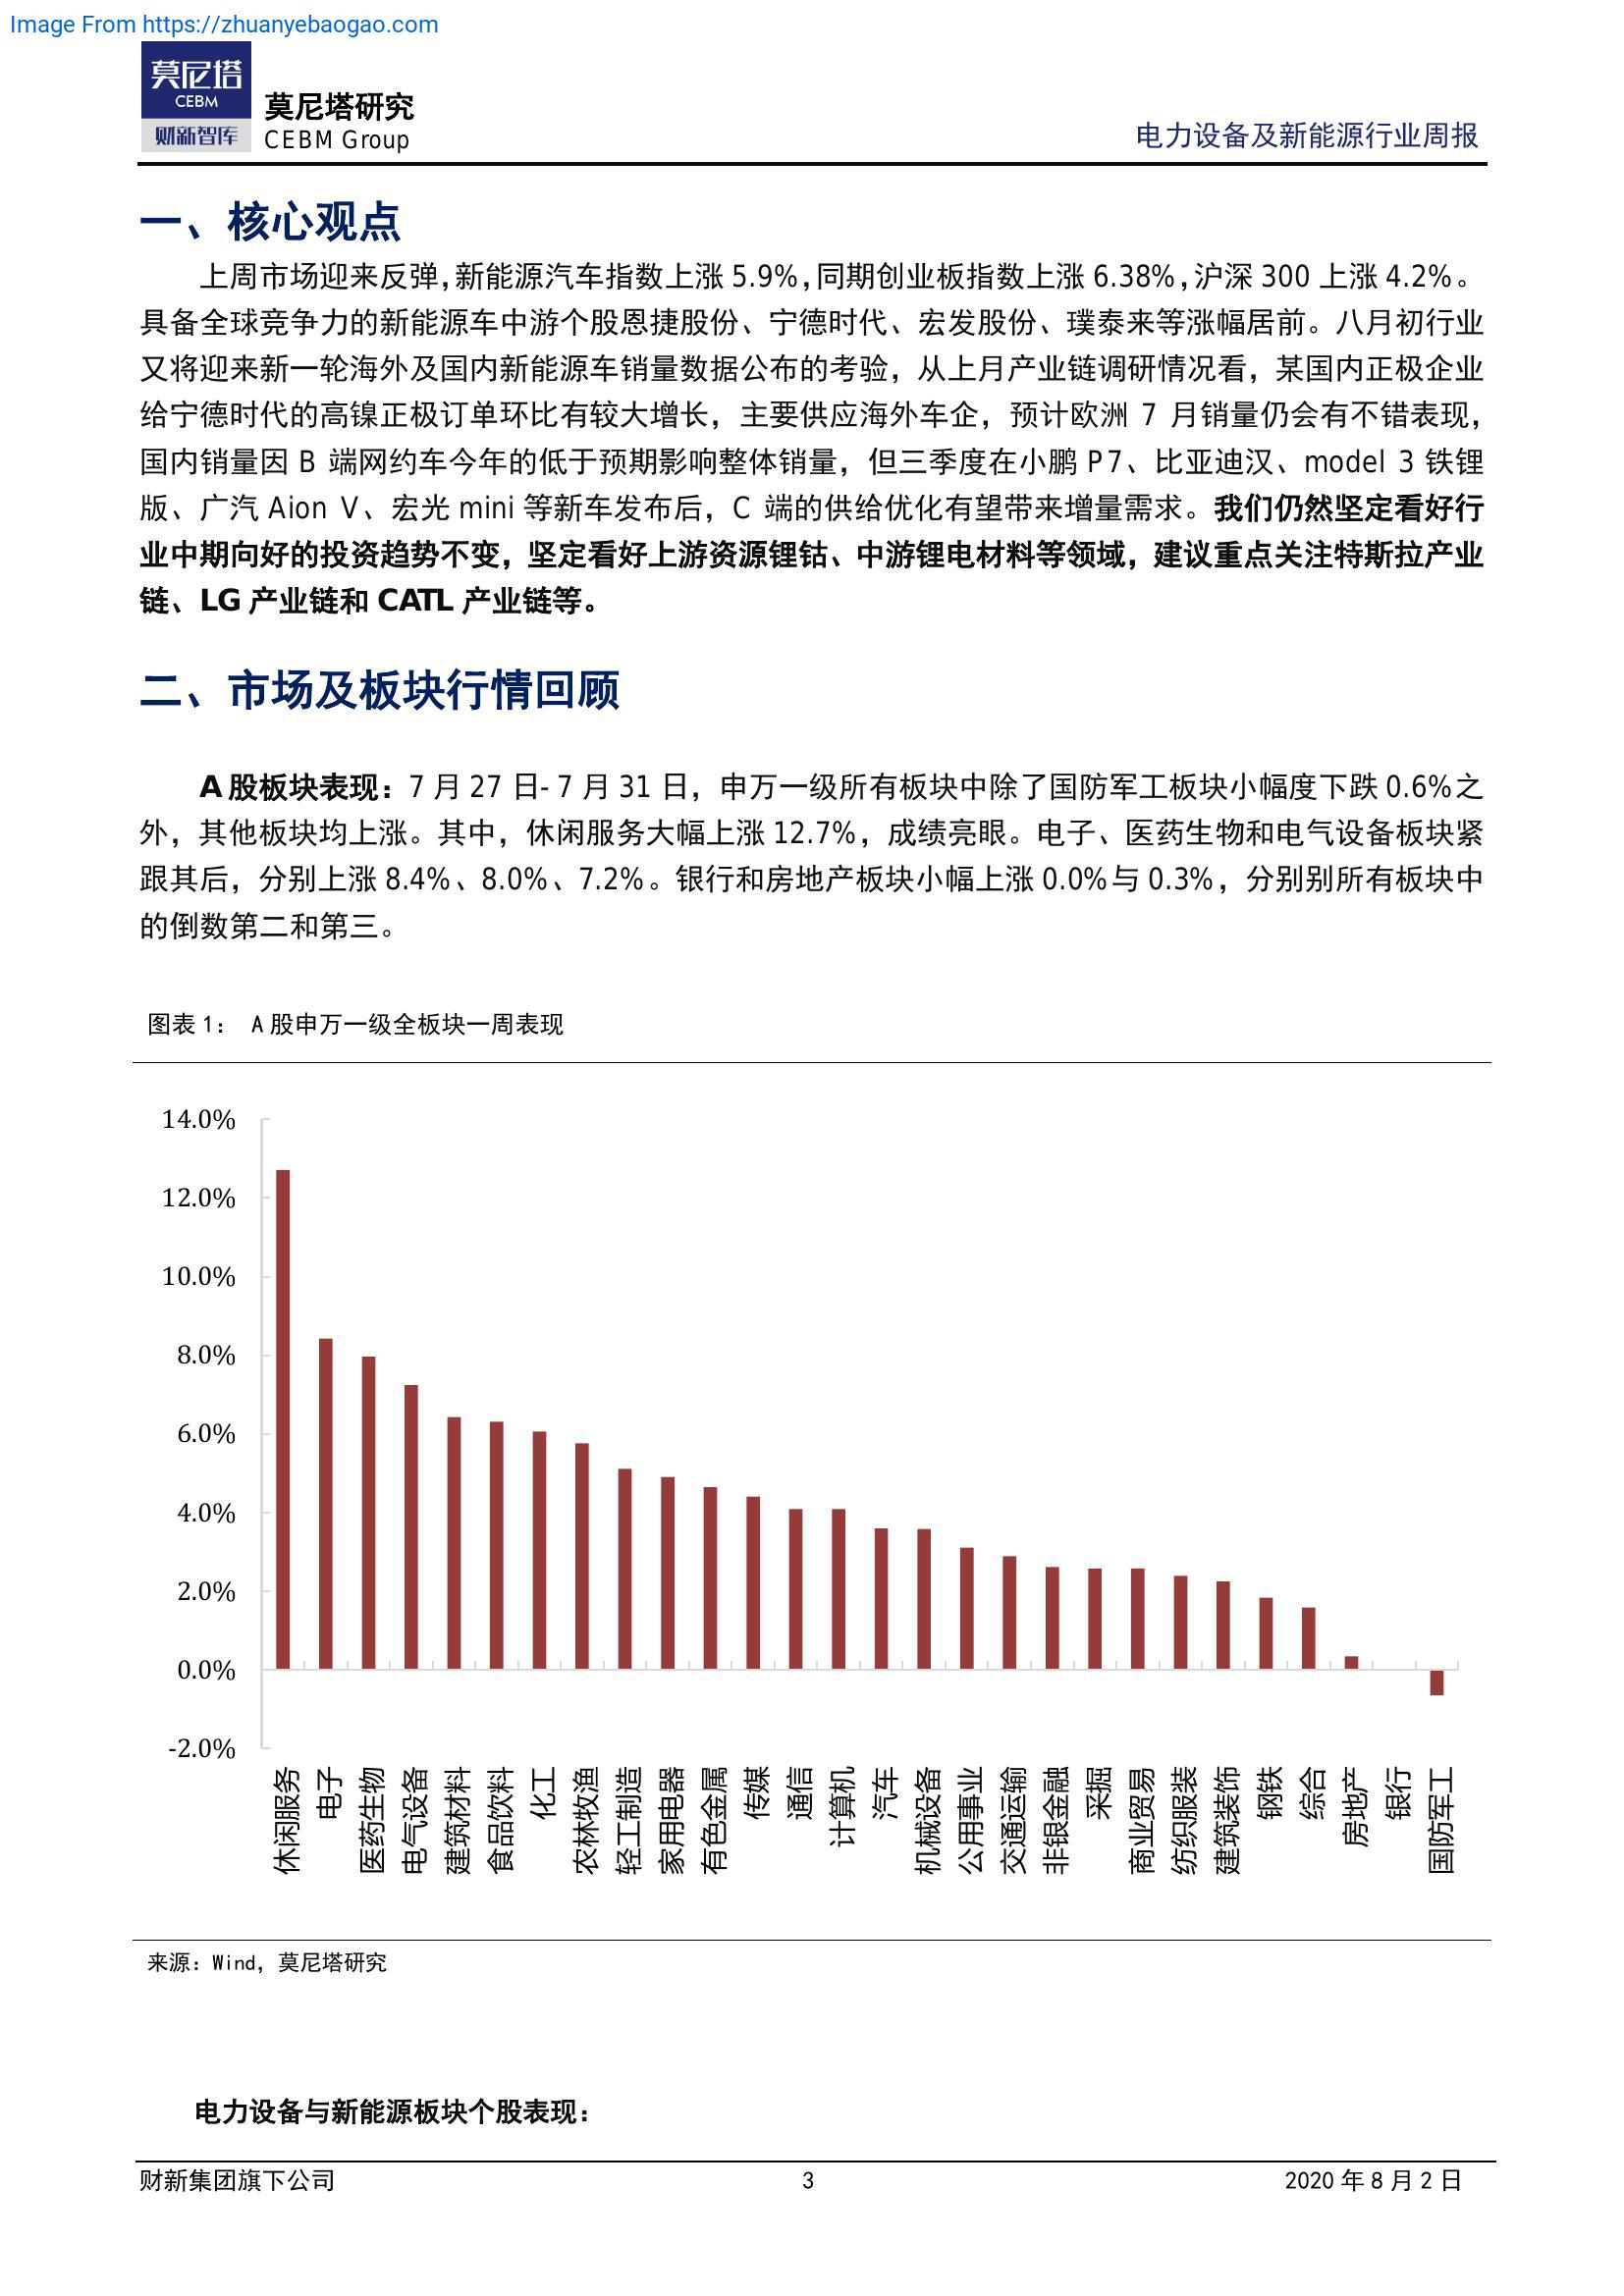 Image From https://zhuanyebaogao.com
莫尼塔
CEBM
财新智库
莫尼塔研究
CEBM Group
电力设备及新能源行业周报
一、核心观点
上周市场迎来反弹,新能源汽车指数上涨 5.9%,同期创业板指数上涨 6.38%,沪深 300 上涨 4.2%。
具备全球竞争力的新能源车中游个股恩捷股份、宁德时代、宏发股份、璞泰来等涨幅居前。八月初行业
又将迎来新一轮海外及国内新能源车销量数据公布的考验，从上月产业链调研情况看，某国内正极企业
给宁德时代的高镍正极订单环比有较大增长，主要供应海外车企，预计欧洲 7 月销量仍会有不错表现，
国内销量因 B 端网约车今年的低于预期影响整体销量，但三季度在小鹏 P7、比亚迪汉、model 3 铁锂
版、广汽 Aion V、宏光 mini 等新车发布后，C 端的供给优化有望带来增量需求。我们仍然坚定看好行
业中期向好的投资趋势不变，坚定看好上游资源锂钴、中游锂电材料等领域，建议重点关注特斯拉产业
链、LG 产业链和 CATL 产业链等。
二、市场及板块行情回顾
A 股板块表现：7 月 27 日- 7 月 31 日，申万一级所有板块中除了国防军工板块小幅度下跌 0.6%之
外，其他板块均上涨。其中，休闲服务大幅上涨 12.7%，成绩亮眼。电子、医药生物和电气设备板块紧
跟其后，分别上涨 8.4%、8.0%、7.2%。银行和房地产板块小幅上涨 0.0%与 0.3%，分别别所有板块中
的倒数第二和第三。
图表 1： A 股申万一级全板块一周表现
14.0%
12.0%
10.0%
8.0%
6.0%
4.0%
2.0%
0.0%
-2.0%
休闲服务
电子
医药生物
电气设备
建筑材料
食品饮料
化工
农林牧渔
轻工制造
家用电器
有色金属
传媒
通信
计算机
汽车
机械设备
公用事业
交通运输
非银金融
采掘
商业贸易
纺织服装
建筑装饰
钢铁
综合
房地产
银行
国防军工
来源：Wind，莫尼塔研究
电力设备与新能源板块个股表现：
财新集团旗下公司
3
2020 年 8 月 2 日